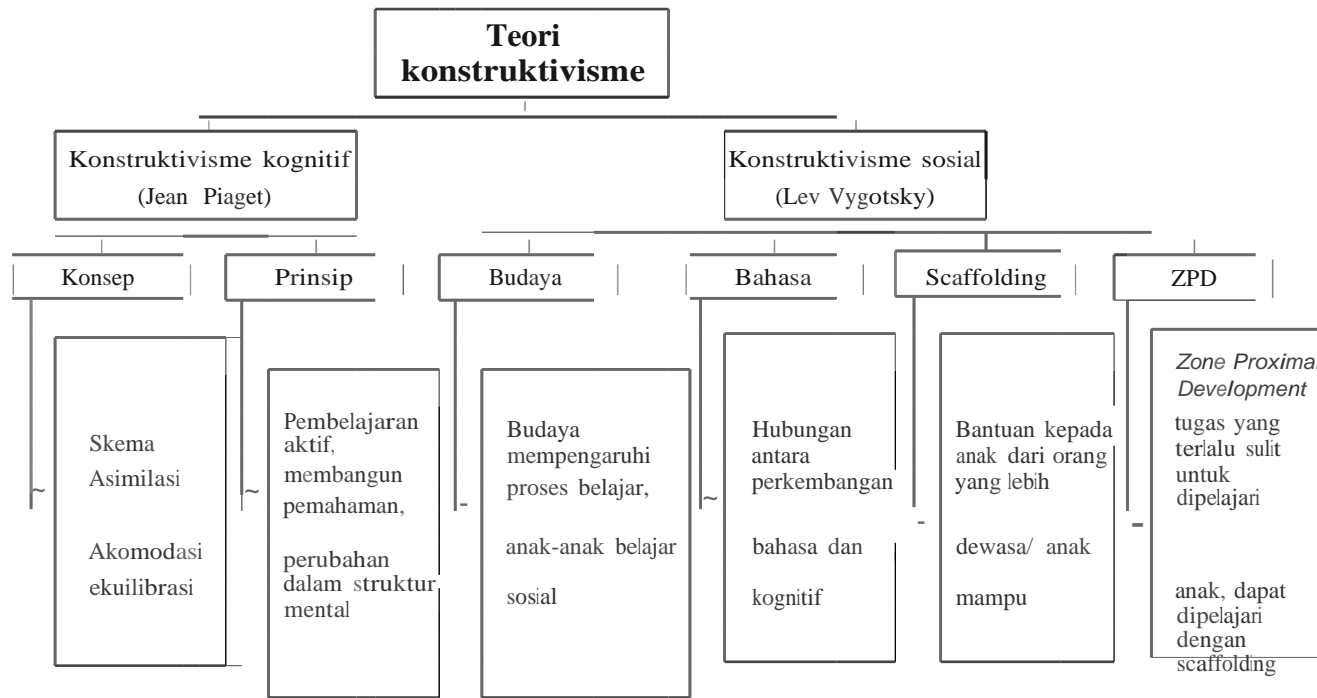 Teori
konstruktivisme
Konstruktivisme kognitif
(Jean Piaget)
Konstruktivisme sosial
(Lev Vygotsky)
Konsep
Prinsip
Budaya
Bahasa
Scaffolding
ZPD
Skema
Asimilasi
Akomodasi
ekuilibrasi
Pembelajaran
aktif,
membangun
pemahaman,
perubahan
dalam struktur
mental
Budaya
mempengaruhi
proses belajar,
anak-anak belajar
sosial
Hubungan
antara
perkembangan
bahasa dan
kognitif
Bantuan kepada
anak dari orang
yang lebih
dewasa/ anak
mampu
Zone Proxima
Development
tugas yang
terlalu sulit
untuk
dipelajari
anak, dapat
dipelajari
dengan
scaffolding